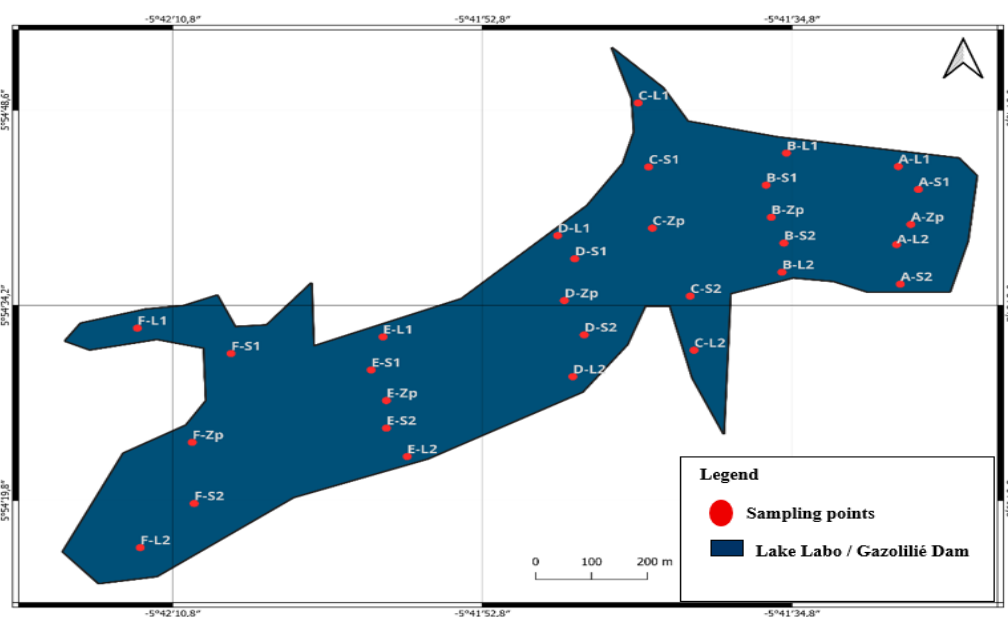 -5°42'10,8" -5°41'52,8" -5°41'34,8"
5°54'48,6"
5°54'34,2"
5°54'19,8"
C-L1
B-L1
C-S1
A-L1
B-S1
A-S1
B-Zp
A-Zp
C-Zp
D-L1
B-S2
A-L2
D-S1
B-L2
A-S2
D-Zp
C-S2
F-L1
E-L1
D-S2
F-S1
C-L2
E-S1
D-L2
E-Zp
E-S2
F-Zp
E-L2
F-S2
F-L2
Legend
Sampling points
Lake Labo / Gazolilié Dam
0 100 200 m
-5°42'10,8" -5°41'52,8" -5°41'34,8"